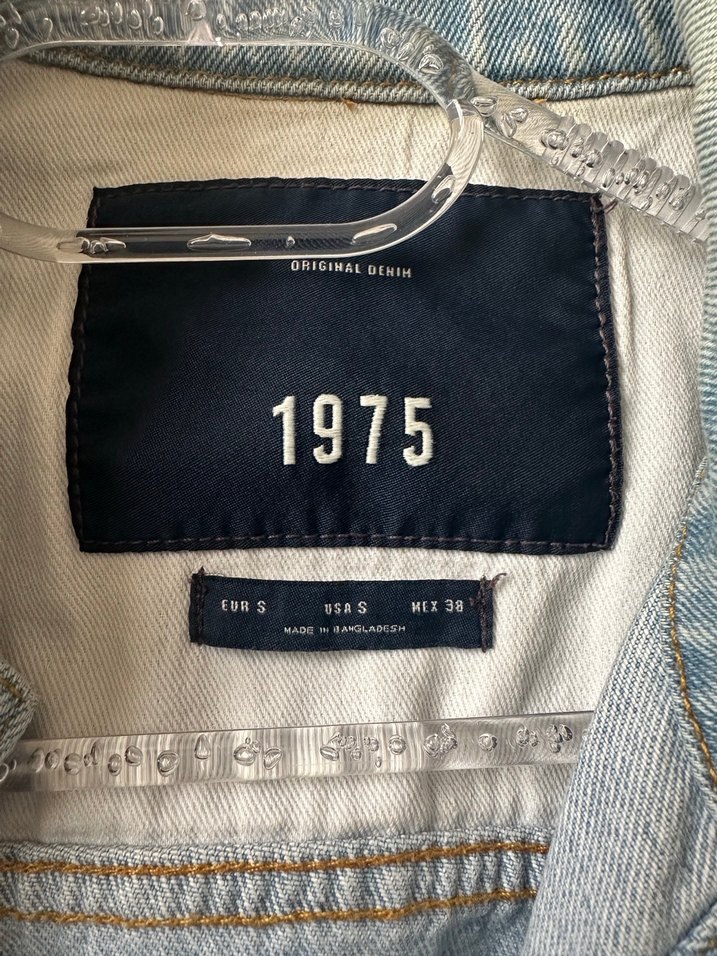 ORIGINAL DENIM
1975
EUR S USA S MEX 38
MADE IN BANGLADESH